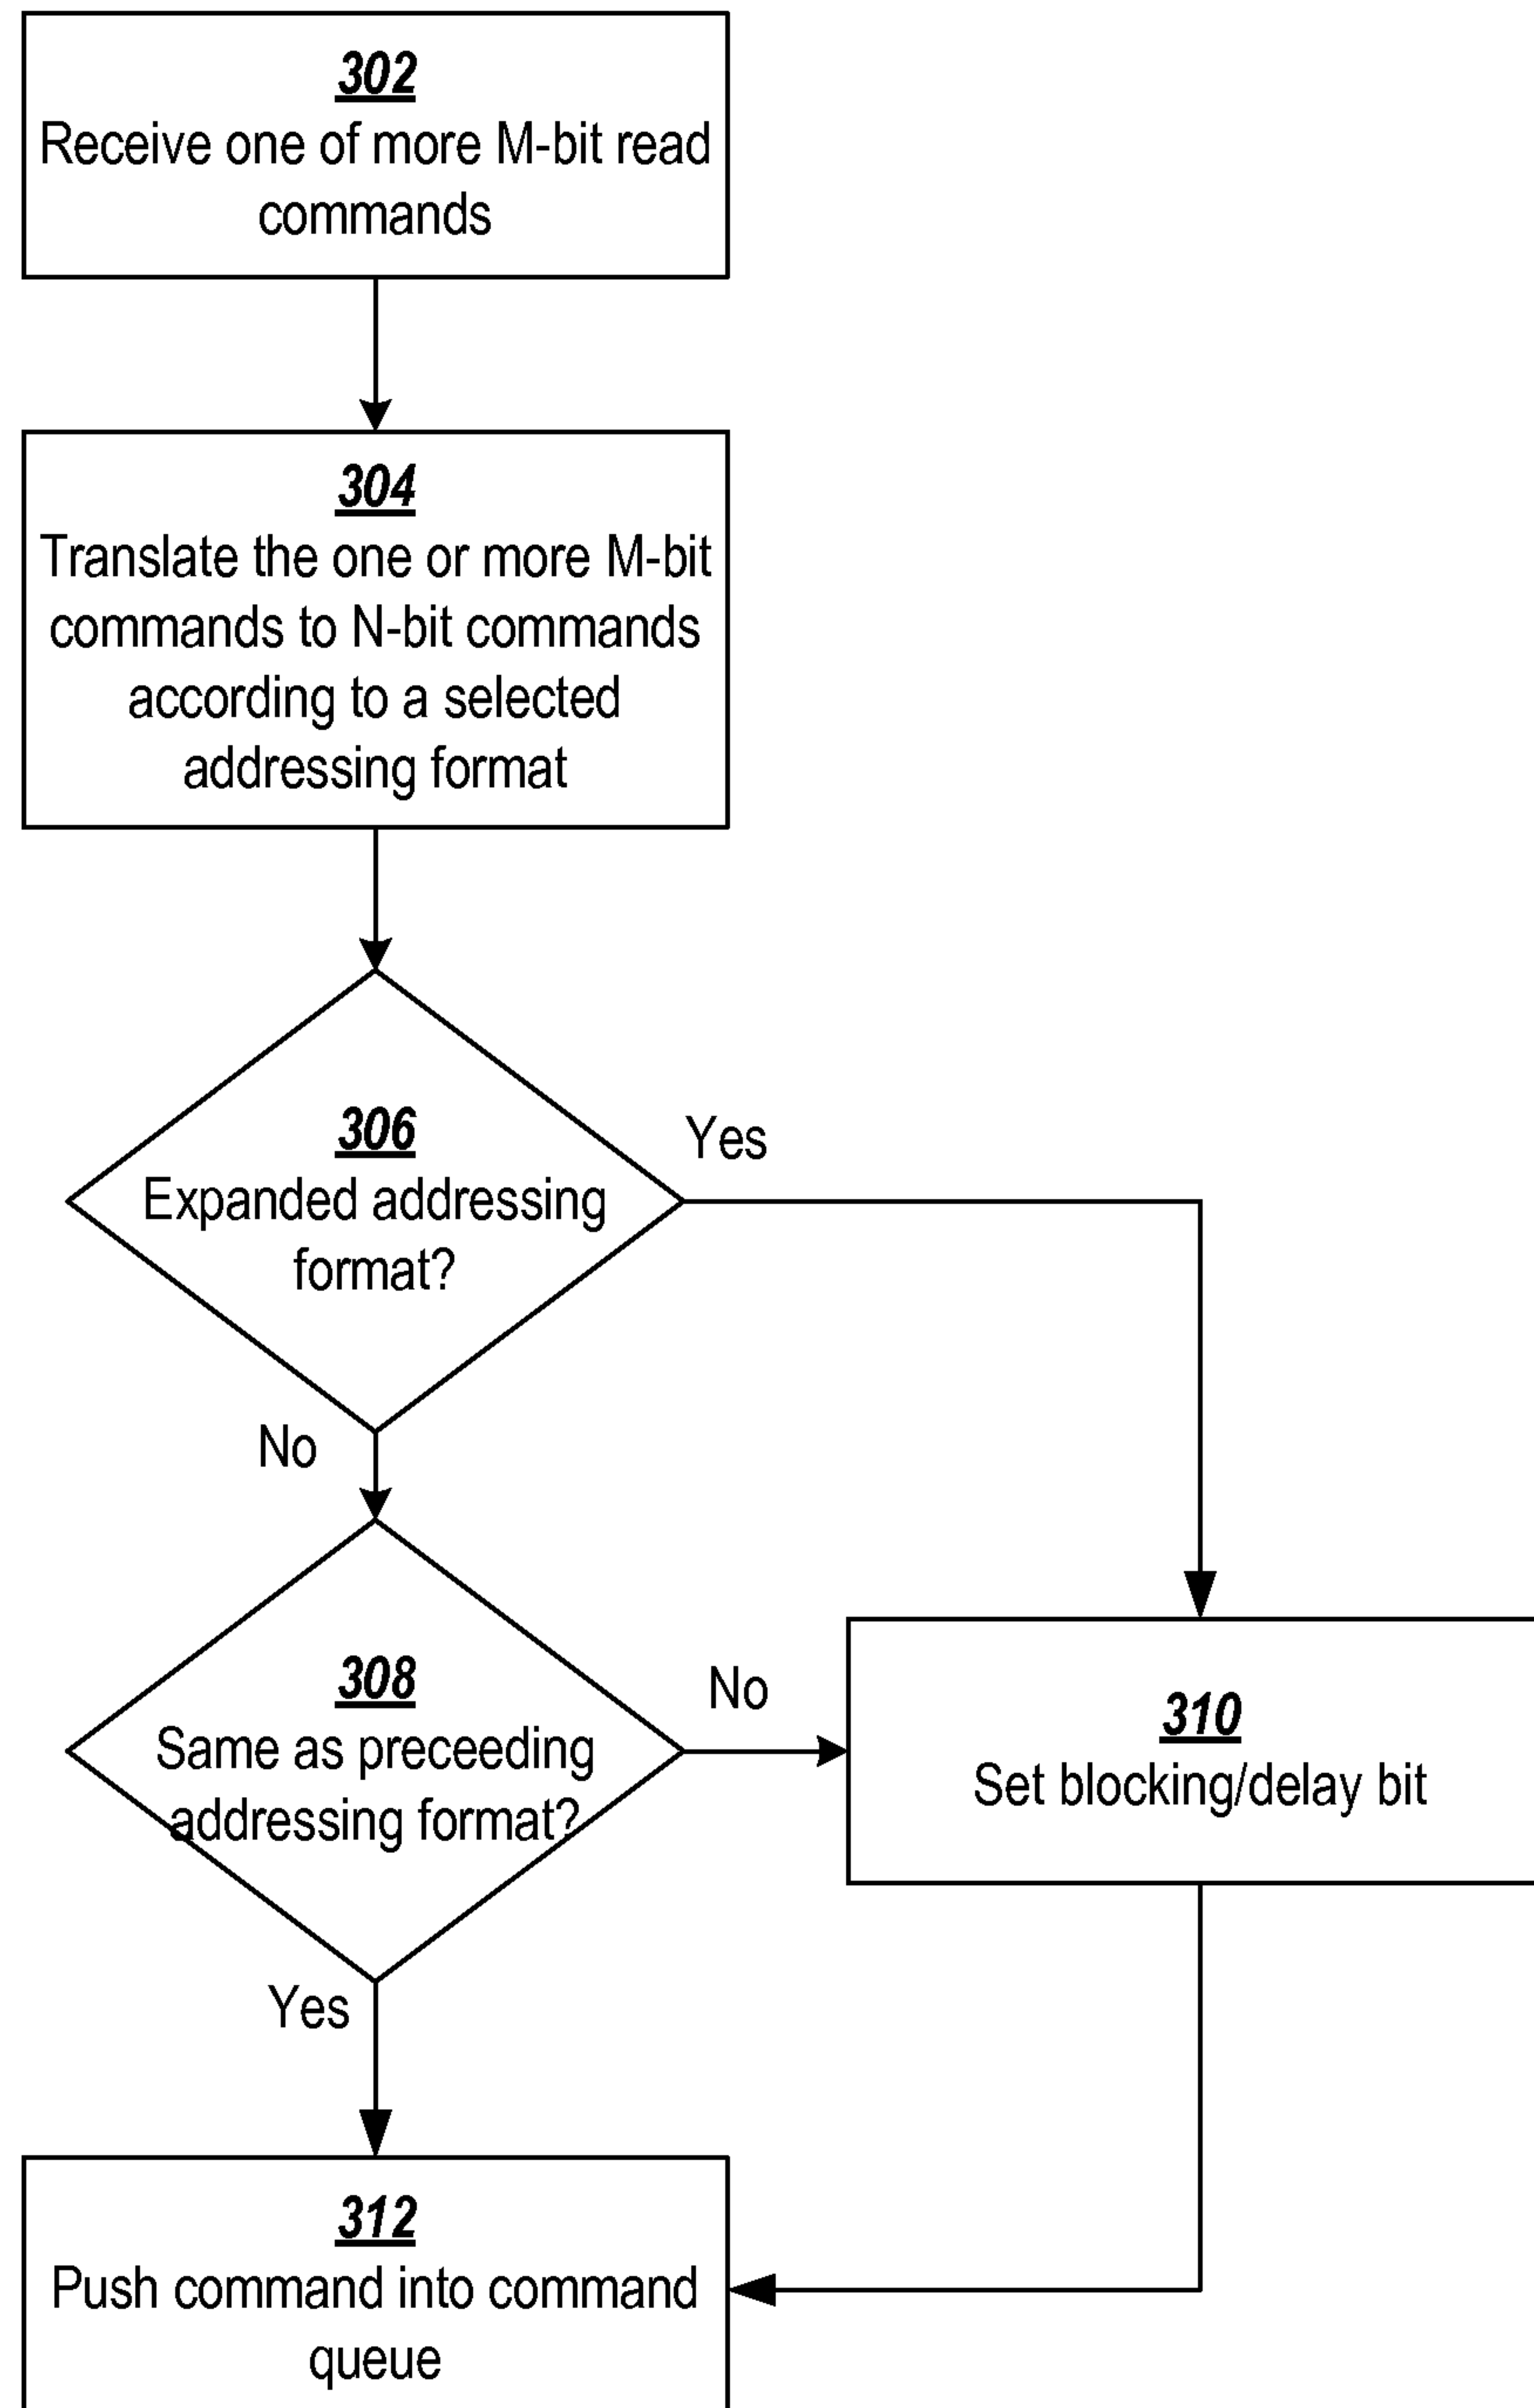 302
Receive one of more M-bit read
commands
304
Translate the one or more M-bit
commands to N-bit commands
according to a selected
addressing format
306
Expanded addressing
format?
Yes
No
308
Same as preceeding
addressing format?
No
310
Set blocking/delay bit
Yes
312
Push command into command
queue